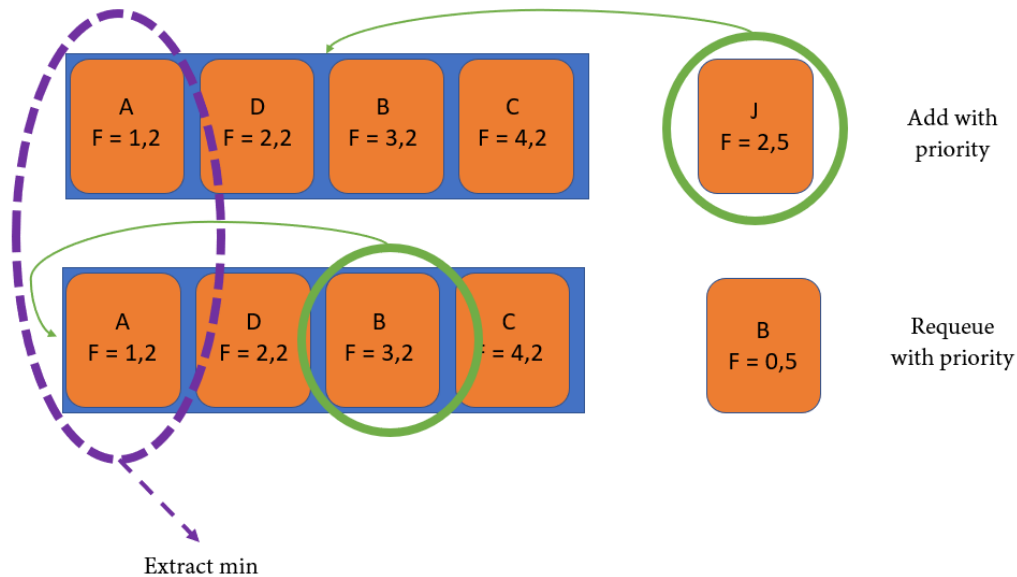 A
F = 1,2
D
F = 2,2
B
F = 3,2
C
F = 4,2
J
F = 2,5
Add with
priority
A
F = 1,2
D
F = 2,2
B
F = 3,2
C
F = 4,2
B
F = 0,5
Requeue
with priority
Extract min